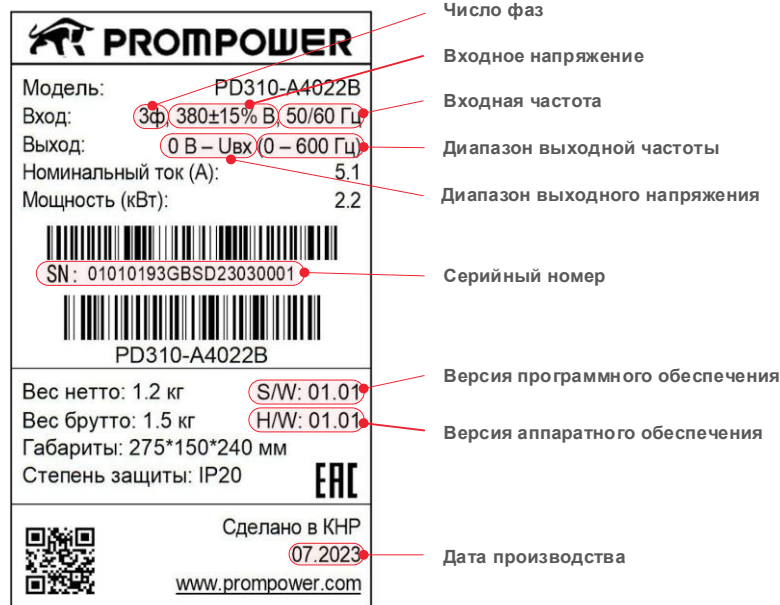 PROMPOWER
Модель: PD310-A4022B
Вход: 3ф, 380±15% В, 50/60 Гц
Выход: 0 В – Uвх (0 – 600 Гц)
Номинальный ток (А): 5.1
Мощность (кВт): 2.2
SN: 01010193GBSD23030001
PD310-A4022B
Вес нетто: 1.2 кг S/W: 01.01
Вес брутто: 1.5 кг H/W: 01.01
Габариты: 275*150*240 мм
Степень защиты: IP20 EAC
Сделано в КНР
07.2023
www.prompower.com
Число фаз
Входное напряжение
Входная частота
Диапазон выходной частоты
Диапазон выходного напряжения
Серийный номер
Версия программного обеспечения
Версия аппаратного обеспечения
Дата производства